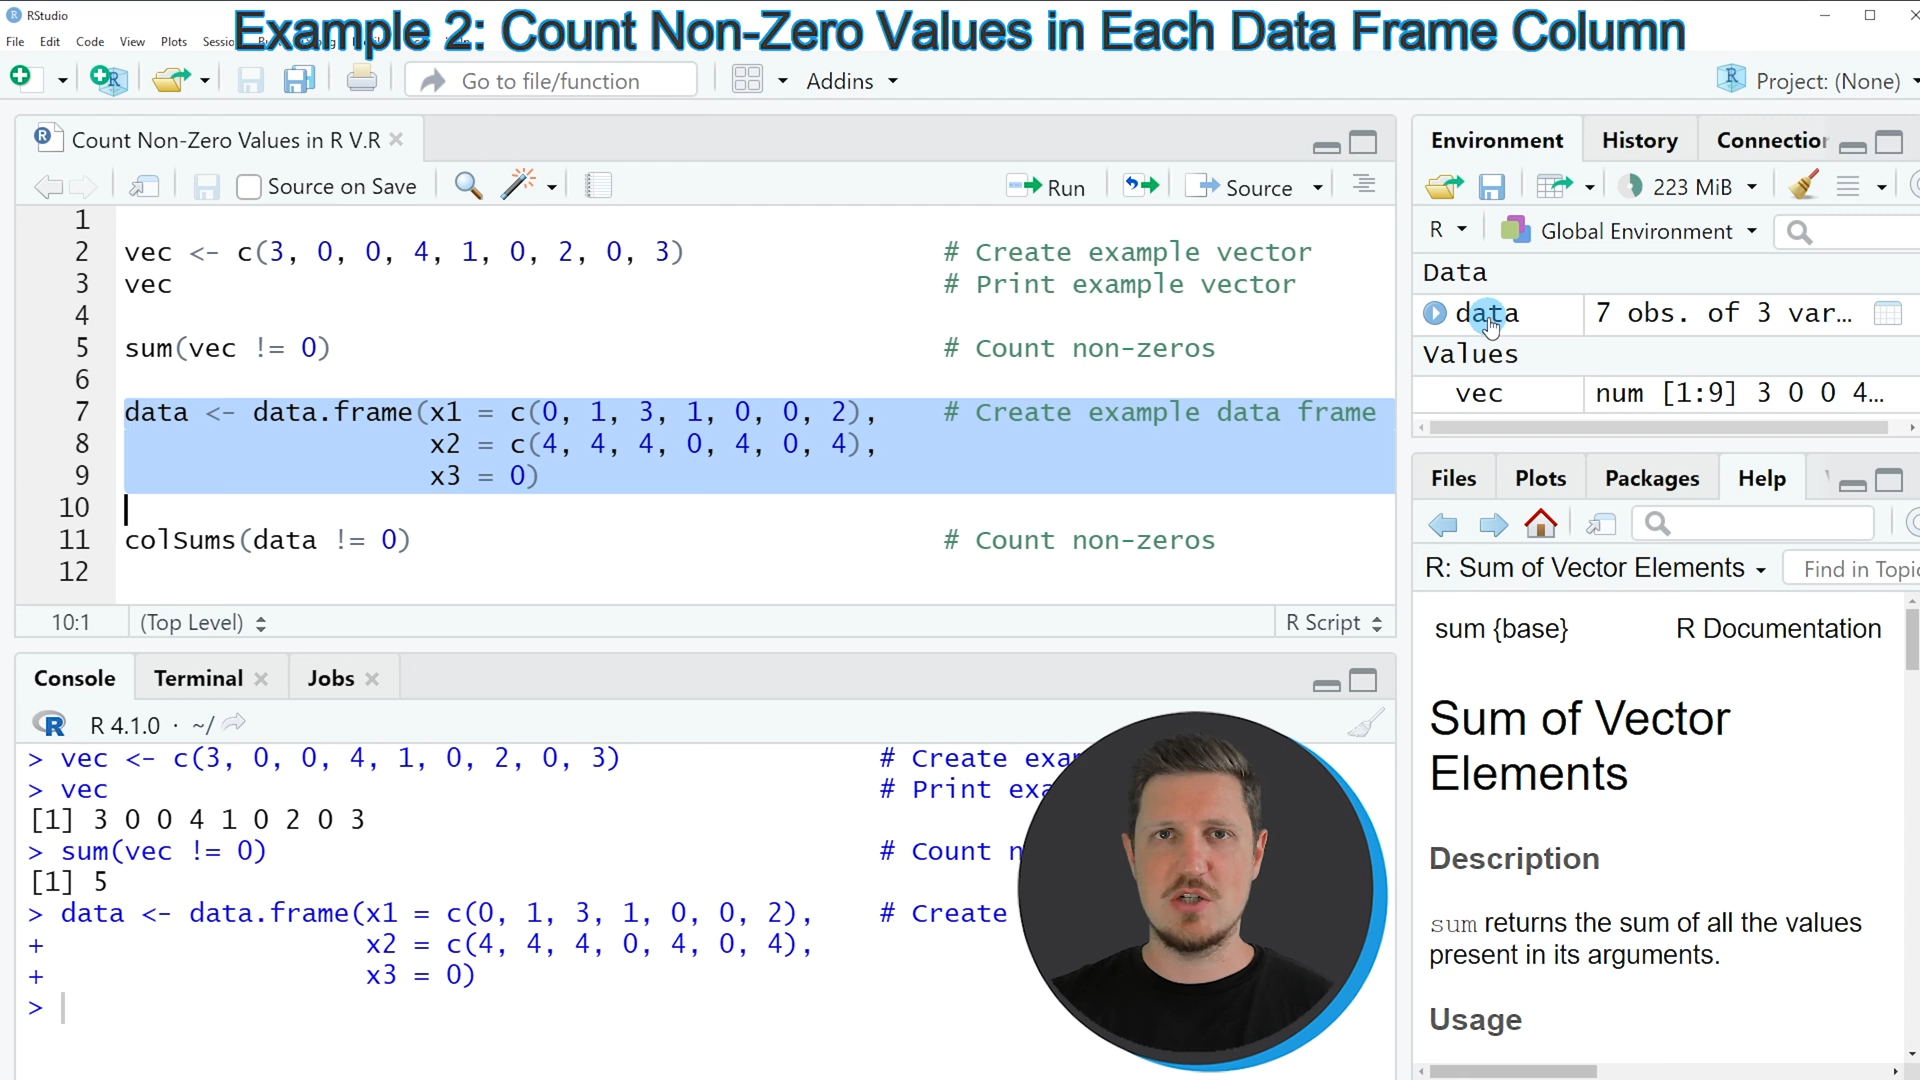 RStudio
Example 2: Count Non-Zero Values in Each Data Frame Column
File Edit Code View Plots
Go to file/function
Addins
Project: (None)
Count Non-Zero Values in R V.R
Source on Save
Run
Source
1
2 vec <- c(3, 0, 0, 4, 1, 0, 2, 0, 3) # Create example vector
3 vec # Print example vector
4
5 sum(vec != 0) # Count non-zeros
6
7 data <- data.frame(x1 = c(0, 1, 3, 1, 0, 0, 2), # Create example data frame
8 x2 = c(4, 4, 4, 0, 4, 0, 4),
9 x3 = 0)
10
11 colSums(data != 0) # Count non-zeros
12
10:1 (Top Level) R Script
Console Terminal Jobs
R 4.1.0 · ~/
> vec <- c(3, 0, 0, 4, 1, 0, 2, 0, 3) # Create exa
> vec # Print exa
[1] 3 0 0 4 1 0 2 0 3
> sum(vec != 0) # Count n
[1] 5
> data <- data.frame(x1 = c(0, 1, 3, 1, 0, 0, 2), # Create
+ x2 = c(4, 4, 4, 0, 4, 0, 4),
+ x3 = 0)
>
Environment History Connection
223 MiB
R Global Environment
Data
data 7 obs. of 3 var…
Values
vec num [1:9] 3 0 0 4…
Files Plots Packages Help
R: Sum of Vector Elements Find in Topic
sum {base} R Documentation
Sum of Vector
Elements
Description
sum returns the sum of all the values
present in its arguments.
Usage